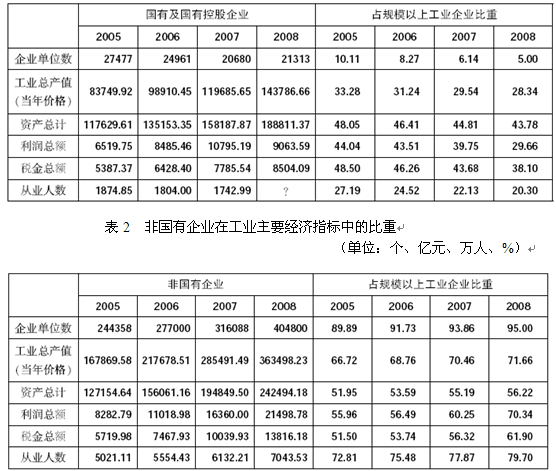 国有及国有控股企业 占规模以上工业企业比重
2005 2006 2007 2008 2005 2006 2007 2008
企业单位数 27477 24961 20680 21313 10.11 8.27 6.14 5.00
工业总产值
(当年价格) 83749.92 98910.45 119685.65 143786.66 33.28 31.24 29.54 28.34
资产总计 117629.61 135153.35 158187.87 188811.37 48.05 46.41 44.81 43.78
利润总额 6519.75 8485.46 10795.19 9063.59 44.04 43.51 39.75 29.66
税金总额 5387.37 6428.40 7785.54 8504.09 48.50 46.26 43.68 38.10
从业人数 1874.85 1804.00 1742.99 ? 27.19 24.52 22.13 20.30
表2 非国有企业在工业主要经济指标中的比重
(单位：个、亿元、万人、%)
非国有企业 占规模以上工业企业比重
2005 2006 2007 2008 2005 2006 2007 2008
企业单位数 244358 277000 316088 404800 89.89 91.73 93.86 95.00
工业总产值
(当年价格) 167869.58 217678.51 285491.49 363498.23 66.72 68.76 70.46 71.66
资产总计 127154.64 156061.16 194849.50 242494.18 51.95 53.59 55.19 56.22
利润总额 8282.79 11018.98 16360.00 21498.78 55.96 56.49 60.25 70.34
税金总额 5719.98 7467.93 10039.93 13816.18 51.50 53.74 56.32 61.90
从业人数 5021.11 5554.43 6132.21 7043.53 72.81 75.48 77.87 79.70